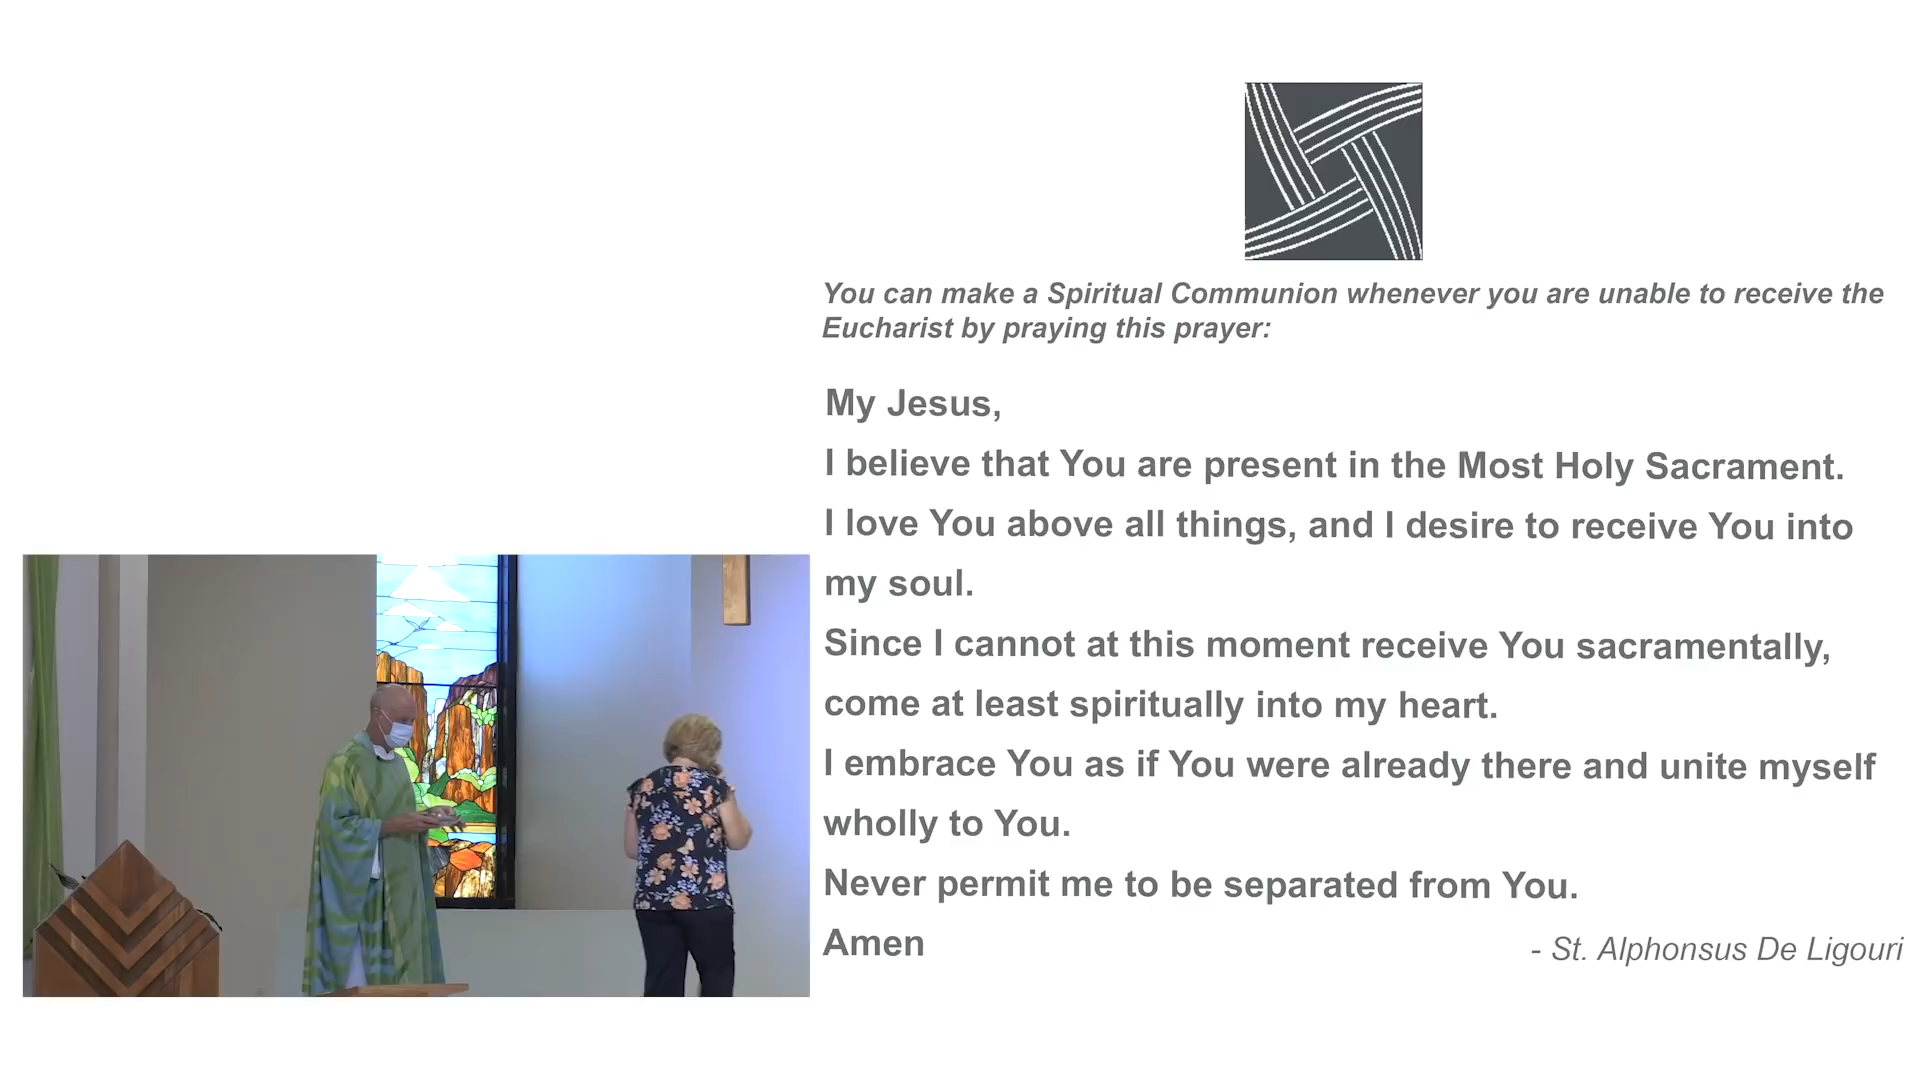 You can make a Spiritual Communion whenever you are unable to receive the
Eucharist by praying this prayer:
My Jesus,
I believe that You are present in the Most Holy Sacrament.
I love You above all things, and I desire to receive You into
my soul.
Since I cannot at this moment receive You sacramentally,
come at least spiritually into my heart.
I embrace You as if You were already there and unite myself
wholly to You.
Never permit me to be separated from You.
Amen
- St. Alphonsus De Ligouri